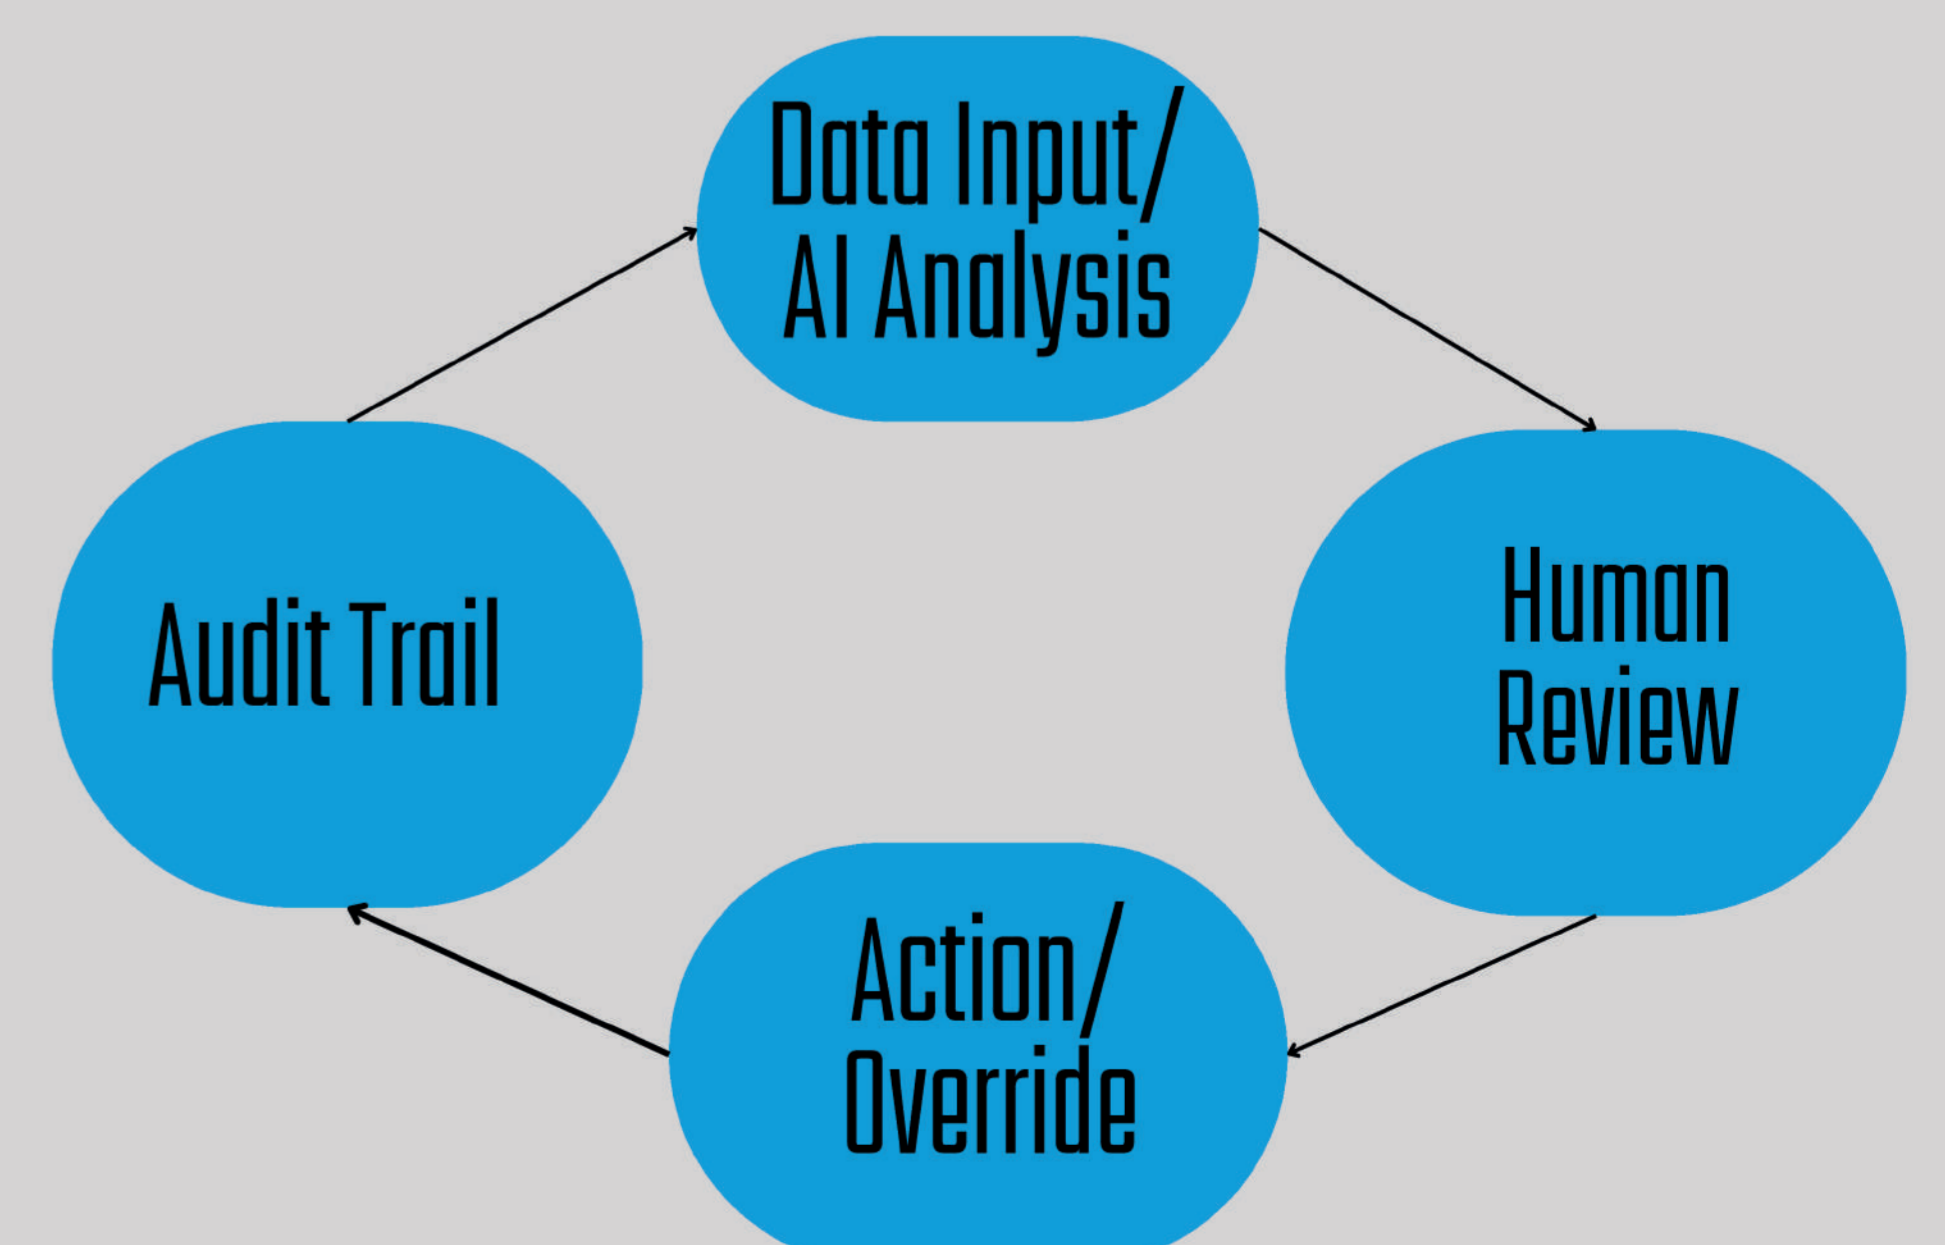 Data Input/
AI Analysis
Human
Review
Action/
Override
Audit Trail